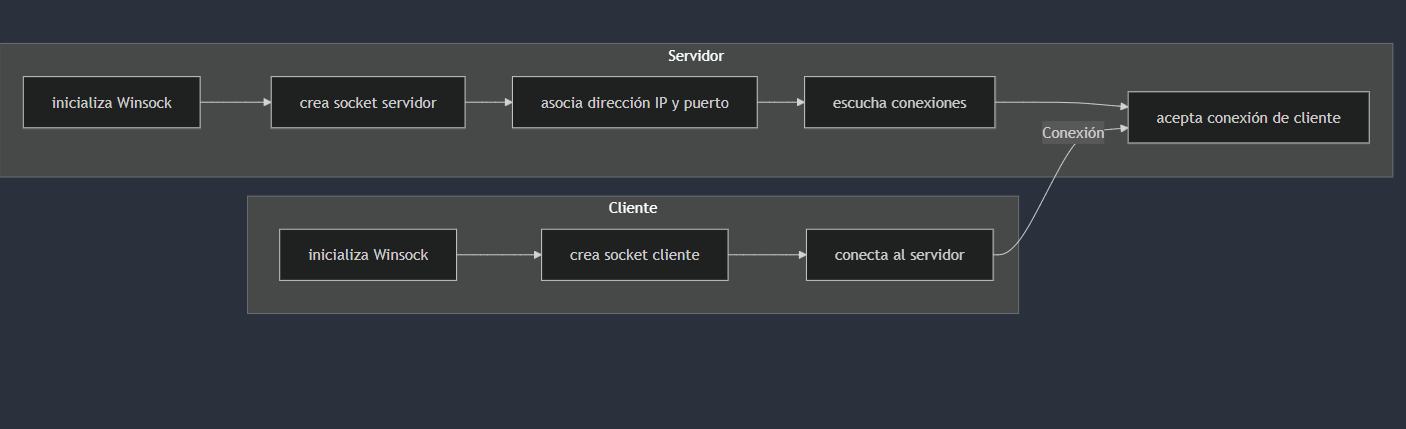 Servidor
inicializa Winsock
crea socket servidor
asocia dirección IP y puerto
escucha conexiones
acepta conexión de cliente
Conexión
Cliente
inicializa Winsock
crea socket cliente
conecta al servidor